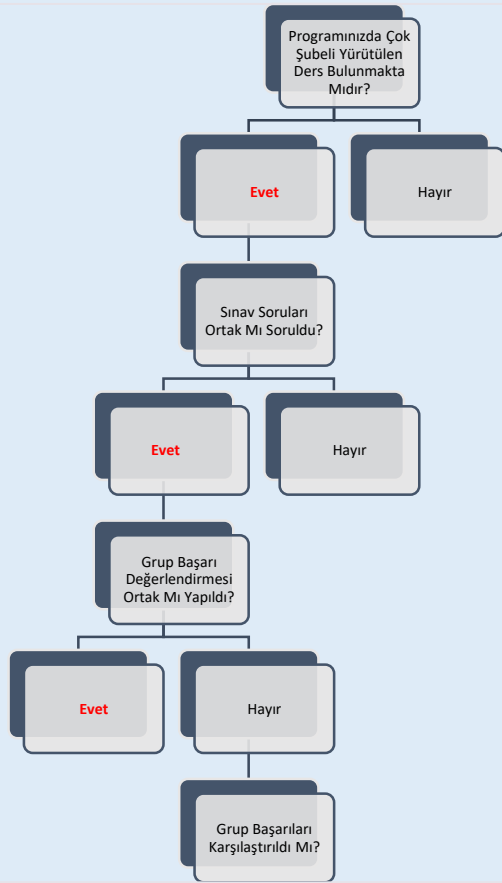 Programınızda Çok
Şubeli Yürütülen
Ders Bulunmakta
Mıdır?
Evet
Hayır
Sınav Soruları
Ortak Mı Soruldu?
Evet
Hayır
Grup Başarı
Değerlendirmesi
Ortak Mı Yapıldı?
Evet
Hayır
Grup Başarıları
Karşılaştırıldı Mı?